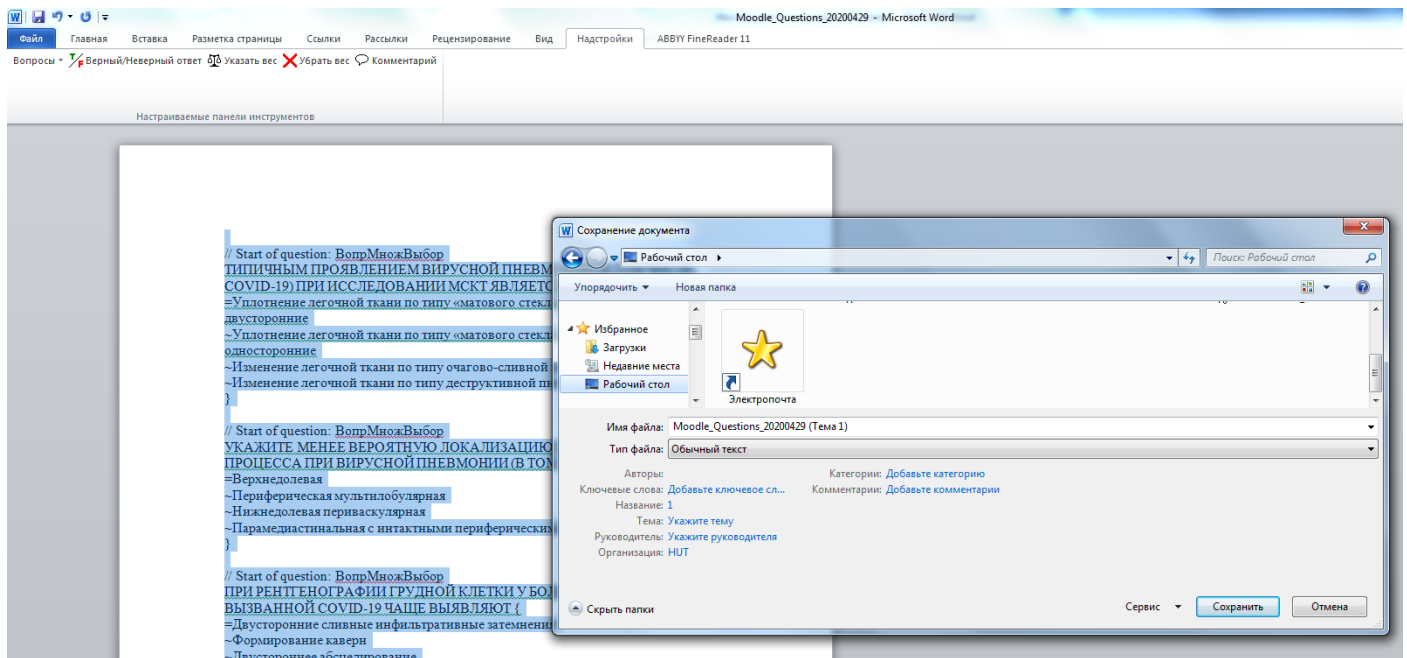 Moodle_Questions_20200429 - Microsoft Word
Файл Главная Вставка Разметка страницы Ссылки Рассылки Рецензирование Вид Надстройки ABBYY FineReader 11
Вопросы Верный/Неверный ответ Указать вес Убрать вес Комментарий
Настраиваемые панели инструментов
// Start of question: ВопрМножВыбор
ТИПИЧНЫМ ПРОЯВЛЕНИЕМ ВИРУСНОЙ ПНЕВМ
COVID-19) ПРИ ИССЛЕДОВАНИИ МСКТ ЯВЛЯЕТС
=Уплотнение легочной ткани по типу «матового стекл
двусторонние
~Уплотнение легочной ткани по типу «матового стекл
односторонние
~Изменение легочной ткани по типу очагово-сливной
~Изменение легочной ткани по типу деструктивной пн
}
// Start of question: ВопрМножВыбор
УКАЖИТЕ МЕНЕЕ ВЕРОЯТНУЮ ЛОКАЛИЗАЦИЮ
ПРОЦЕССА ПРИ ВИРУСНОЙ ПНЕВМОНИИ (В ТОМ
=Верхнедолевая
~Периферическая мультилобулярная
~Нижнедолевая периваскулярная
~Парамедиастинальная с интактными периферическим
}
// Start of question: ВопрМножВыбор
ПРИ РЕНТГЕНОГРАФИИ ГРУДНОЙ КЛЕТКИ У БОЛ
ВЫЗВАННОЙ COVID-19 ЧАЩЕ ВЫЯВЛЯЮТ {
=Двусторонние сливные инфильтративные затемнения
~Формирование каверн
~Двустороннее абсцедирование
Сохранение документа
Рабочий стол
Поиск: Рабочий стол
Упорядочить Новая папка
Избранное
Загрузки
Недавние места
Рабочий стол
Электропочта
Имя файла: Moodle_Questions_20200429 (Тема 1)
Тип файла: Обычный текст
Авторы: Категории: Добавьте категорию
Ключевые слова: Добавьте ключевое сл... Комментарии: Добавьте комментарии
Название: 1
Тема: Укажите тему
Руководитель: Укажите руководителя
Организация: HUT
Скрыть папки Сервис Сохранить Отмена